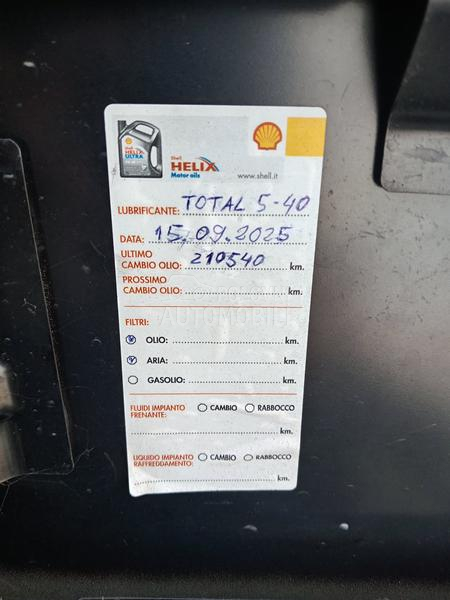 Shell
HELIX
ULTRA
Shell
HELIX
Motor oils
www.shell.it
LUBRIFICANTE: TOTAL 5-40
DATA: 15.09.2025
ULTIMO
CAMBIO OLIO: 210540 km.
PROSSIMO
CAMBIO OLIO: km.
FILTRI:
OLIO: km.
ARIA: km.
GASOLIO: km.
FLUIDI IMPIANTO
FRENANTE: CAMBIO RABBOCCO
km.
LIQUIDO IMPIANTO
RAFFREDDAMENTO: CAMBIO RABBOCCO
km.